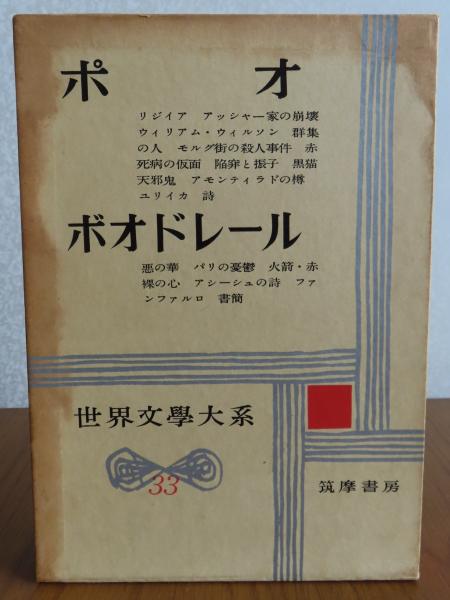 ポオ
リジイア アッシャー家の崩壊
ウィリアム・ウィルソン 群集
の人 モルグ街の殺人事件 赤
死病の仮面 陥穽と振子 黒猫
天邪鬼 アモンティラドの樽
ユリイカ 詩
ボオドレール
悪の華 パリの憂鬱 火箭・赤
裸の心 アシーシュの詩 ファ
ンファルロ 書簡
世界文學大系
33
筑摩書房